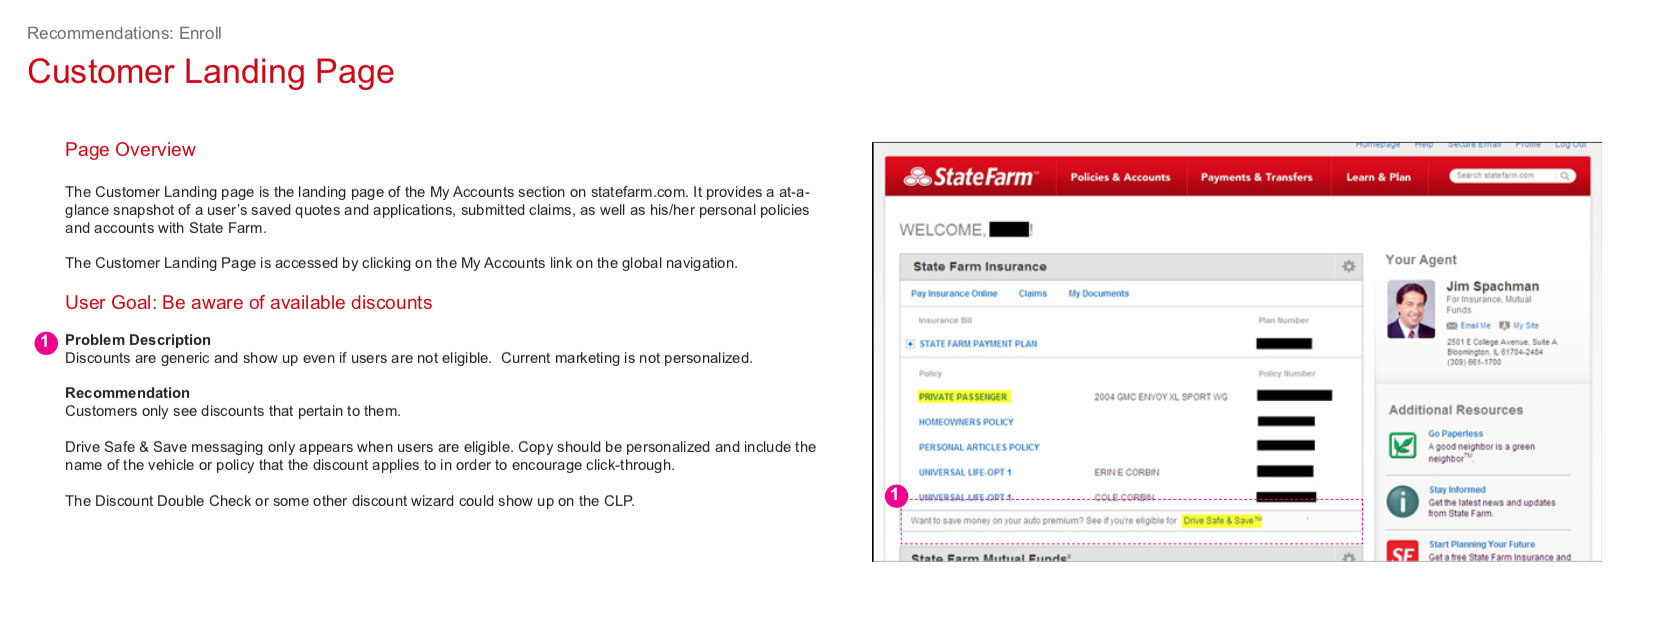 Recommendations: Enroll
Customer Landing Page
Page Overview
The Customer Landing page is the landing page of the My Accounts section on statefarm.com. It provides a at-a-
glance snapshot of a user's saved quotes and applications, submitted claims, as well as his/her personal policies
and accounts with State Farm.
The Customer Landing Page is accessed by clicking on the My Accounts link on the global navigation.
User Goal: Be aware of available discounts
1 Problem Description
Discounts are generic and show up even if users are not eligible.  Current marketing is not personalized.
Recommendation
Customers only see discounts that pertain to them.
Drive Safe & Save messaging only appears when users are eligible. Copy should be personalized and include the
name of the vehicle or policy that the discount applies to in order to encourage click-through.
The Discount Double Check or some other discount wizard could show up on the CLP.
Homepage Help Secure Email Profile Log Out
StateFarm™ Policies & Accounts Payments & Transfers Learn & Plan Search statefarm.com
WELCOME, !
State Farm Insurance
Pay Insurance Online Claims My Documents
Insurance Bill Plan Number
STATE FARM PAYMENT PLAN
Policy Policy Number
PRIVATE PASSENGER 2004 GMC ENVOY XL SPORT WG
HOMEOWNERS POLICY
PERSONAL ARTICLES POLICY
UNIVERSAL LIFE-OPT 1 ERIN E CORBIN
UNIVERSAL LIFE-OPT 1 COLE CORBIN
1
Want to save money on your auto premium? See if you're eligible for Drive Safe & Save™
State Farm Mutual Funds®
Your Agent
Jim Spachman
For Insurance, Mutual
Funds
Email Me My Site
2501 E College Avenue, Suite A
Bloomington, IL 61704-2484
(309) 661-1700
Additional Resources
Go Paperless
A good neighbor is a green
neighbor™.
Stay Informed
Get the latest news and updates
from State Farm.
SF Start Planning Your Future
Get a free State Farm Insurance and